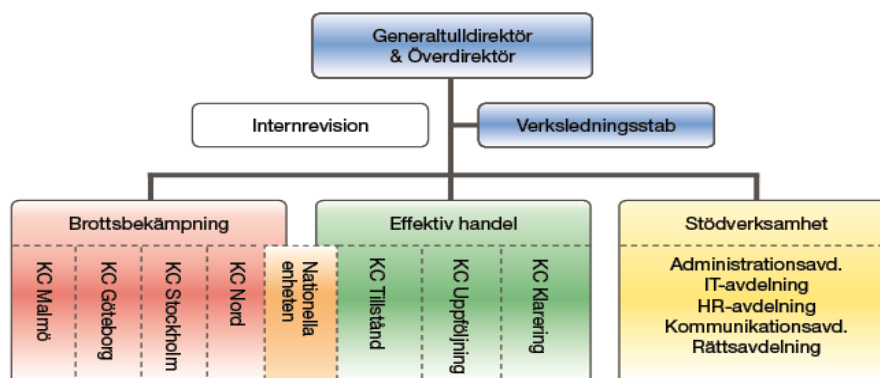 Generaltulldirektör
& Överdirektör
Internrevision
Verksledningsstab
Brottsbekämpning
KC Malmö
KC Göteborg
KC Stockholm
KC Nord
Nationella
enheten
Effektiv handel
KC Tillstånd
KC Uppföljning
KC Klarering
Stödverksamhet
Administrationsavd.
IT-avdelning
HR-avdelning
Kommunikationsavd.
Rättsavdelning